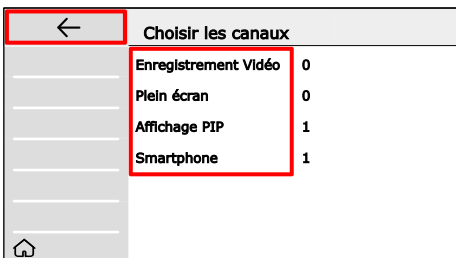 Choisir les canaux
Enregistrement Vidéo 0
Plein écran 0
Affichage PIP 1
Smartphone 1